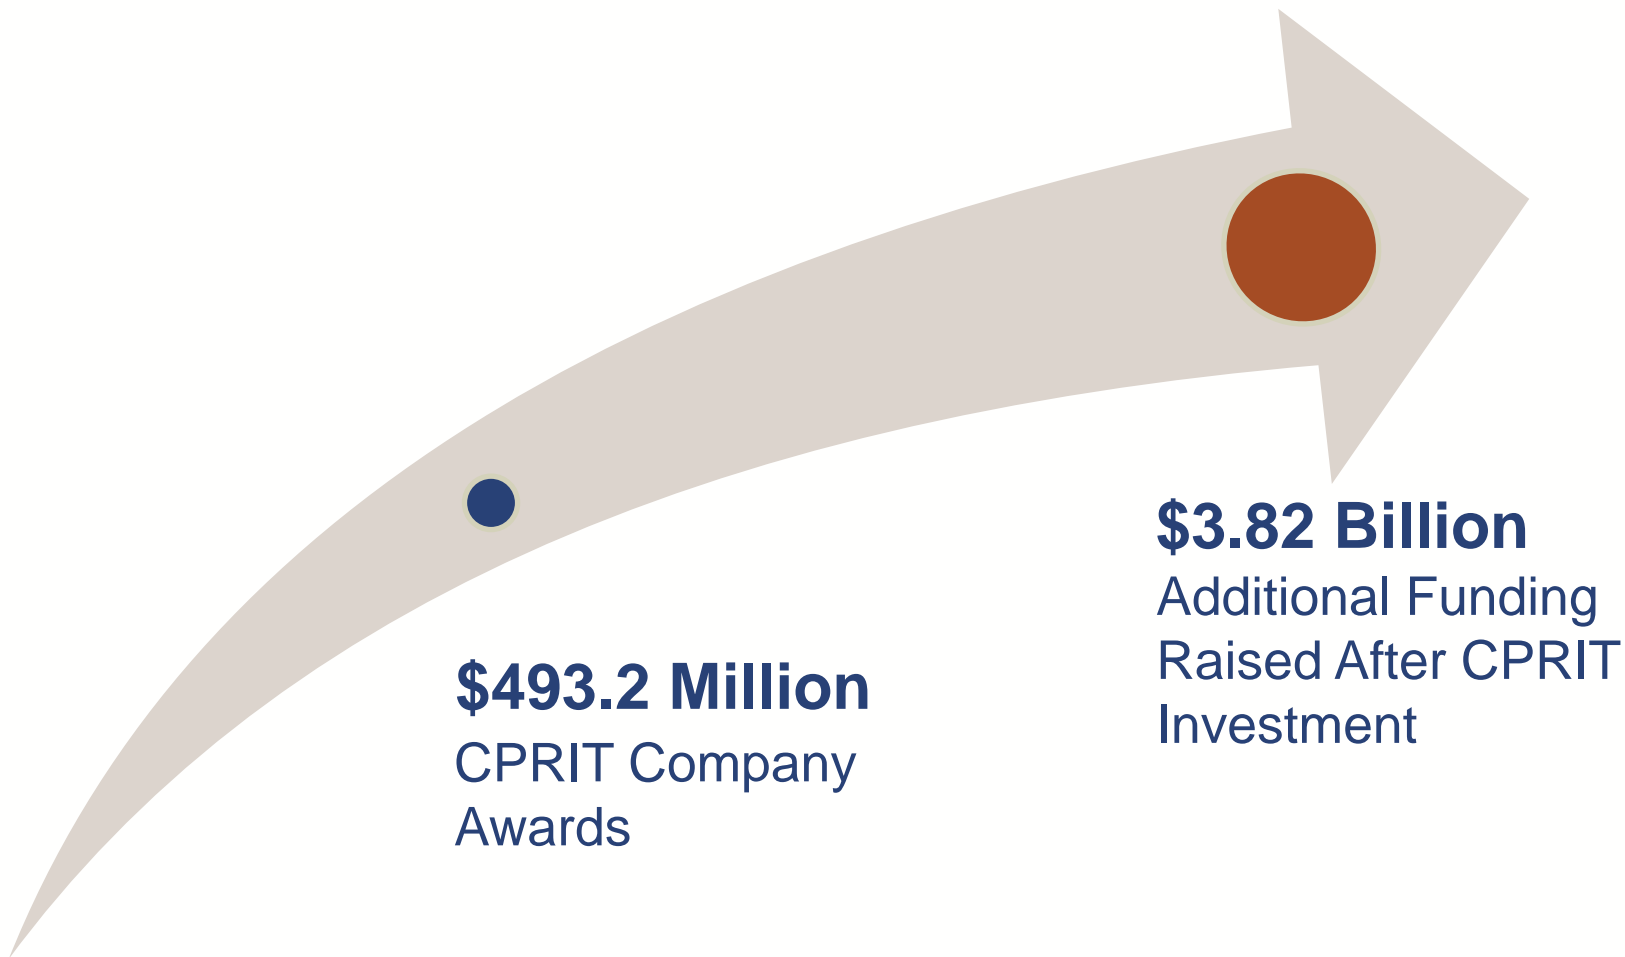 $493.2 Million
CPRIT Company
Awards
$3.82 Billion
Additional Funding
Raised After CPRIT
Investment